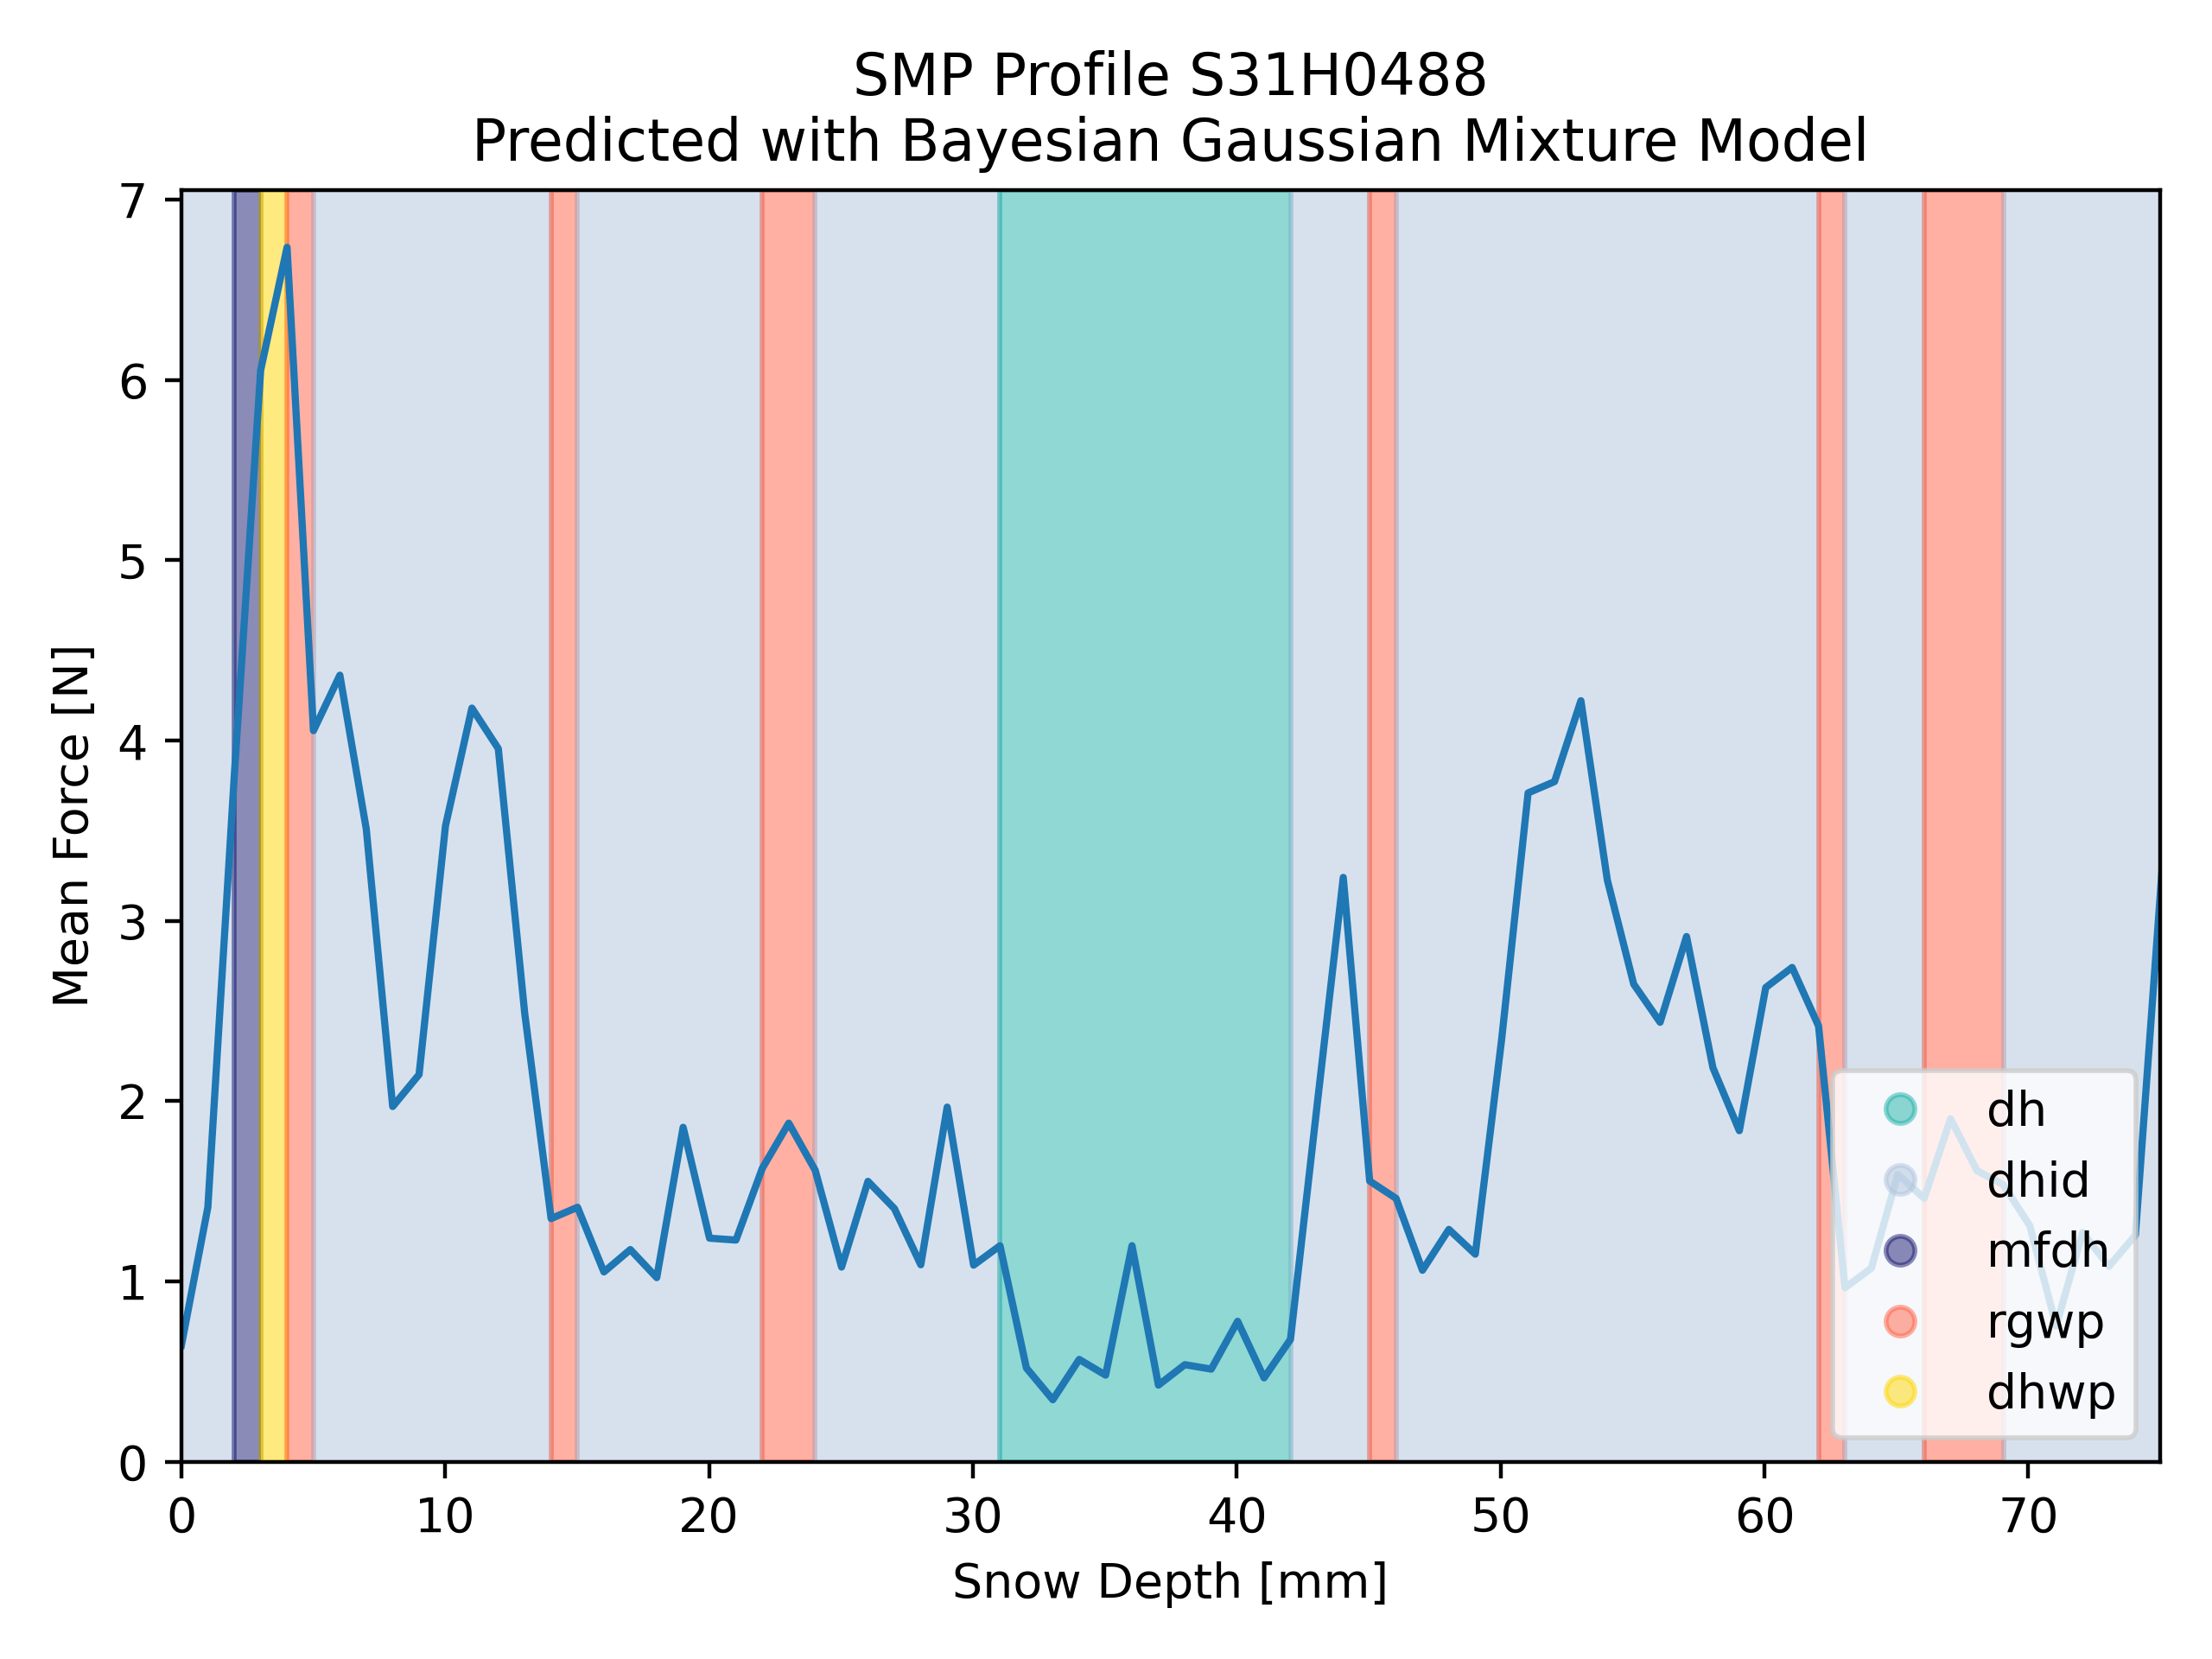 SMP Profile S31H0488
Predicted with Bayesian Gaussian Mixture Model
7
6
5
4
3
2
1
0
Mean Force [N]
dh
dhid
mfdh
rgwp
dhwp
0 10 20 30 40 50 60 70
Snow Depth [mm]